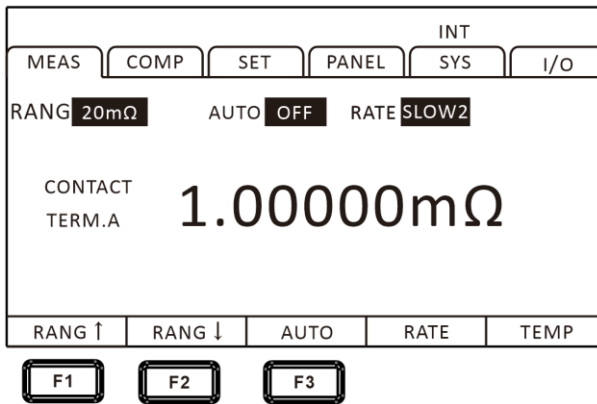 INT
MEAS COMP SET PANEL SYS I/O
RANG 20mΩ AUTO OFF RATE SLOW2
CONTACT
TERM.A
1.00000mΩ
RANG ↑ RANG ↓ AUTO RATE TEMP
F1 F2 F3